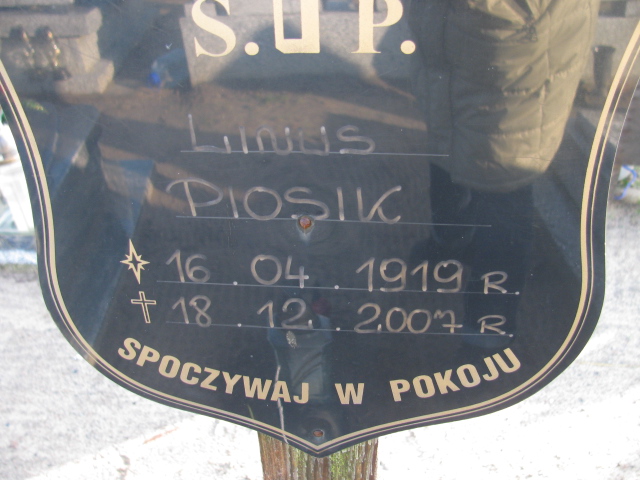 S. P.
LINUS
PIOSIK
16.04.1919 R.
18.12.2007 R.
SPOCZYWAJ W POKOJU